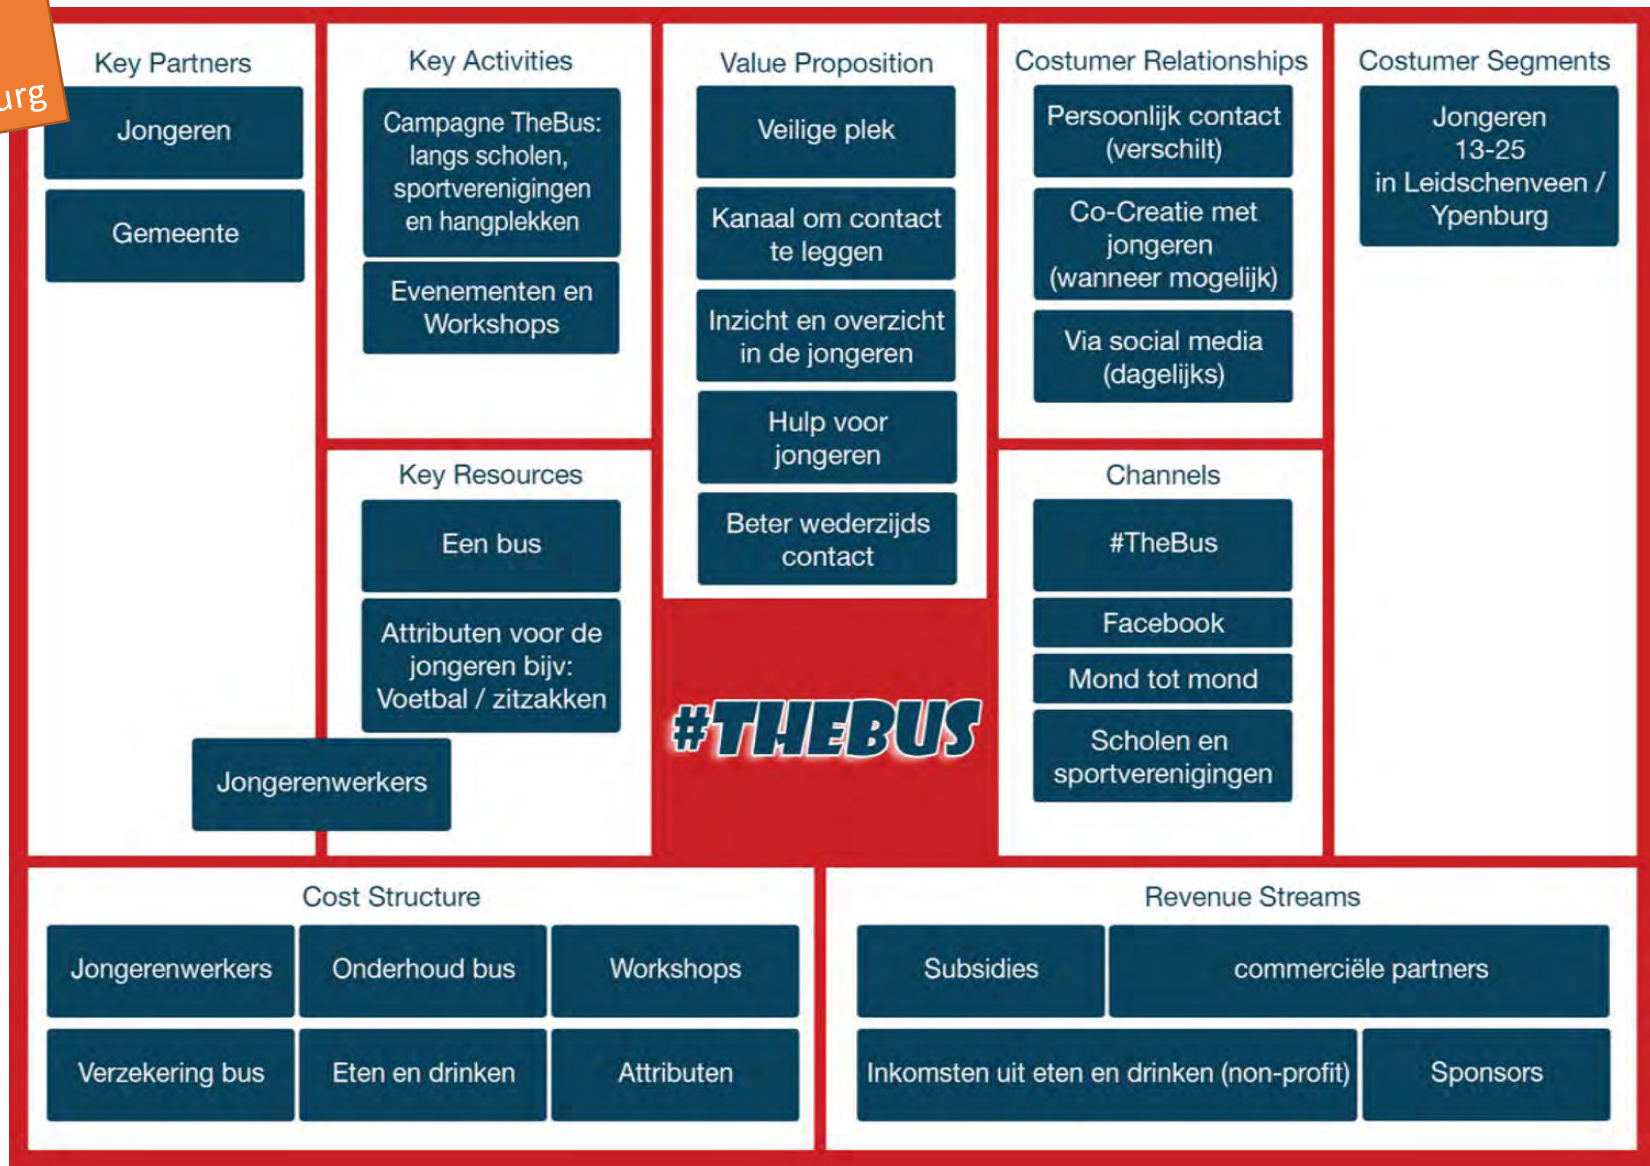 urg
Key Partners
Jongeren
Gemeente
Key Activities
Campagne TheBus:
langs scholen,
sportverenigingen
en hangplekken
Evenementen en
Workshops
Key Resources
Een bus
Attributen voor de
jongeren bijv:
Voetbal / zitzakken
Jongerenwerkers
Value Proposition
Veilige plek
Kanaal om contact
te leggen
Inzicht en overzicht
in de jongeren
Hulp voor
jongeren
Beter wederzijds
contact
#THEBUS
Costumer Relationships
Persoonlijk contact
(verschilt)
Co-Creatie met
jongeren
(wanneer mogelijk)
Via social media
(dagelijks)
Channels
#TheBus
Facebook
Mond tot mond
Scholen en
sportverenigingen
Costumer Segments
Jongeren
13-25
in Leidschenveen /
Ypenburg
Cost Structure
Jongerenwerkers
Onderhoud bus
Workshops
Verzekering bus
Eten en drinken
Attributen
Revenue Streams
Subsidies
commerciële partners
Inkomsten uit eten en drinken (non-profit)
Sponsors